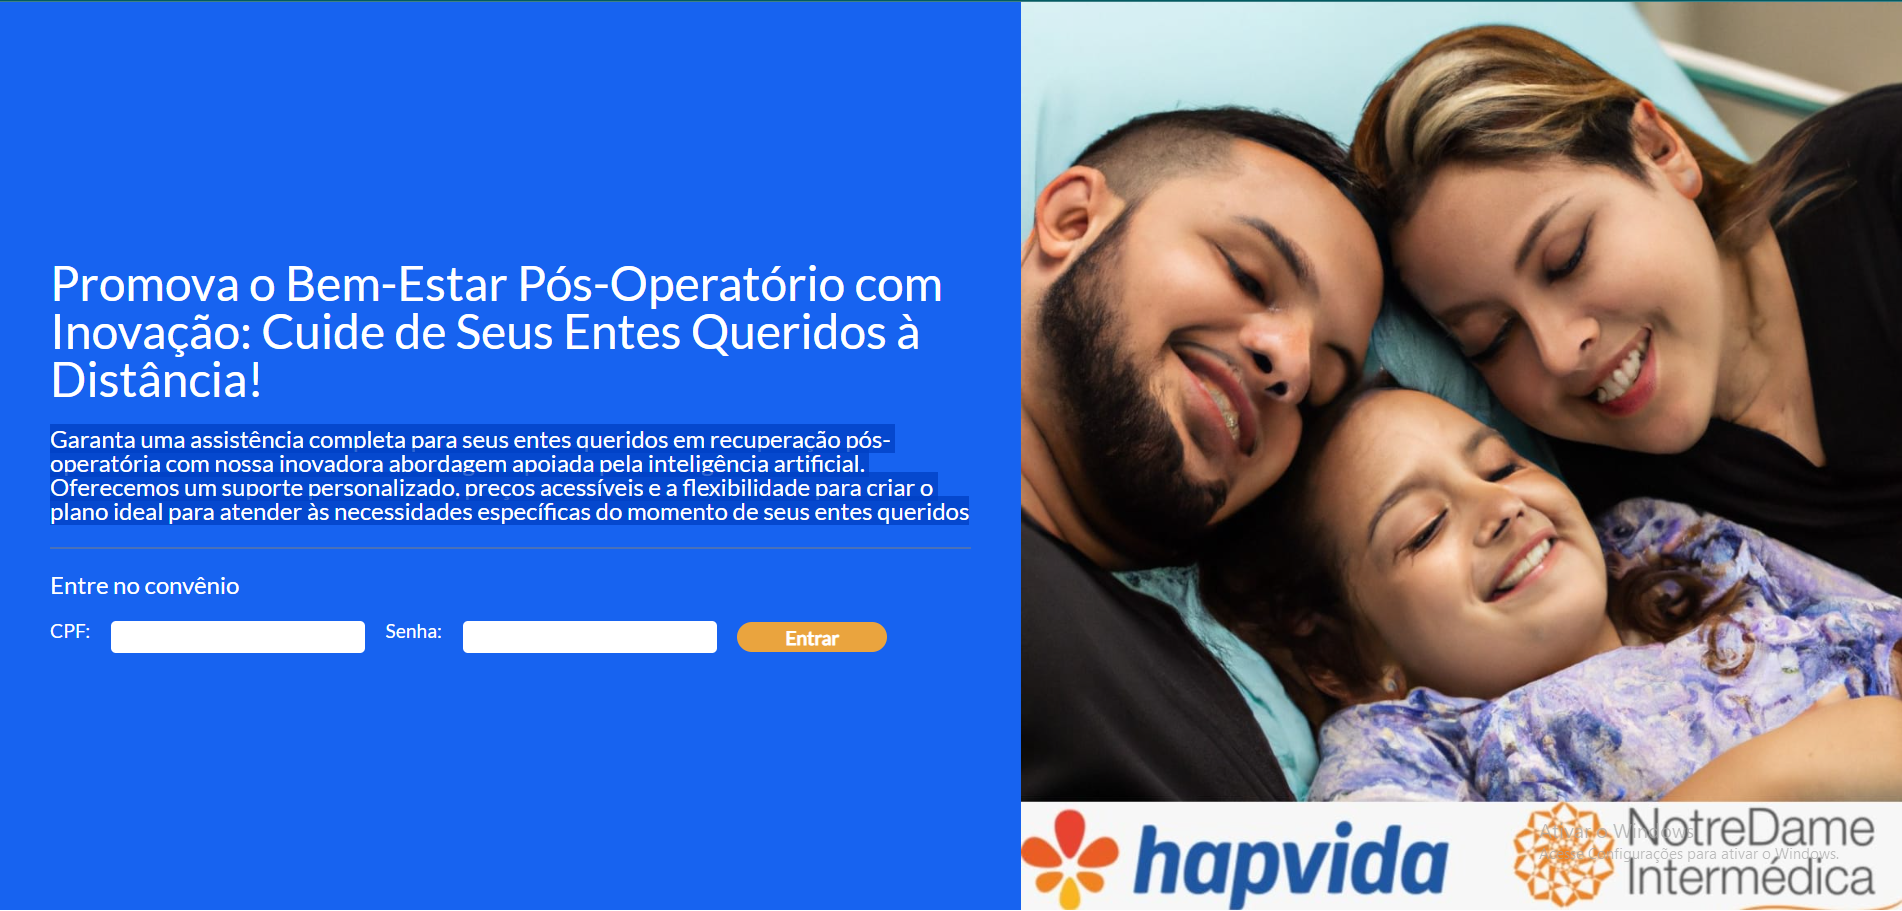 Promova o Bem-Estar Pós-Operatório com
Inovação: Cuide de Seus Entes Queridos à
Distância!
Garanta uma assistência completa para seus entes queridos em recuperação pós-
operatória com nossa inovadora abordagem apoiada pela inteligência artificial.
Oferecemos um suporte personalizado, preços acessíveis e a flexibilidade para criar o
plano ideal para atender às necessidades específicas do momento de seus entes queridos
Entre no convênio
CPF:
Senha:
Entrar
hapvida
NotreDame
Intermédica
Ativar o Windows
Acesse Configurações para ativar o Windows.